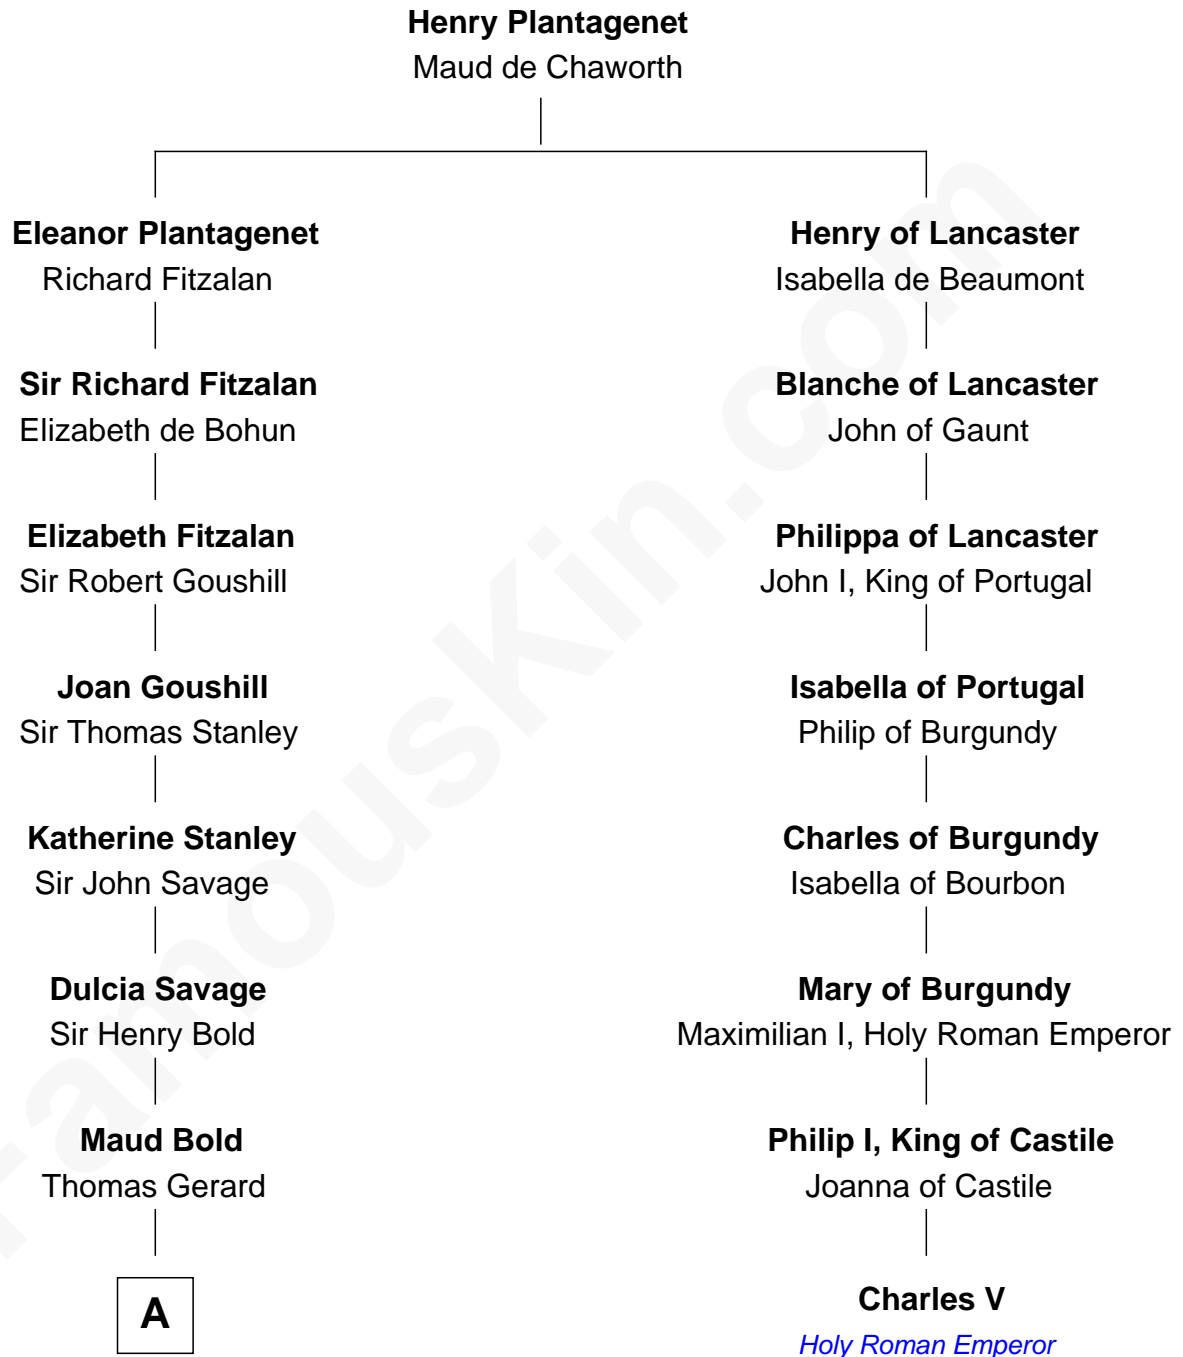 Henry Plantagenet
Maud de Chaworth
Eleanor Plantagenet
Richard Fitzalan
Sir Richard Fitzalan
Elizabeth de Bohun
Elizabeth Fitzalan
Sir Robert Goushill
Joan Goushill
Sir Thomas Stanley
Katherine Stanley
Sir John Savage
Dulcia Savage
Sir Henry Bold
Maud Bold
Thomas Gerard
A
Henry of Lancaster
Isabella de Beaumont
Blanche of Lancaster
John of Gaunt
Philippa of Lancaster
John I, King of Portugal
Isabella of Portugal
Philip of Burgundy
Charles of Burgundy
Isabella of Bourbon
Mary of Burgundy
Maximilian I, Holy Roman Emperor
Philip I, King of Castile
Joanna of Castile
Charles V
Holy Roman Emperor
FamousKin.com